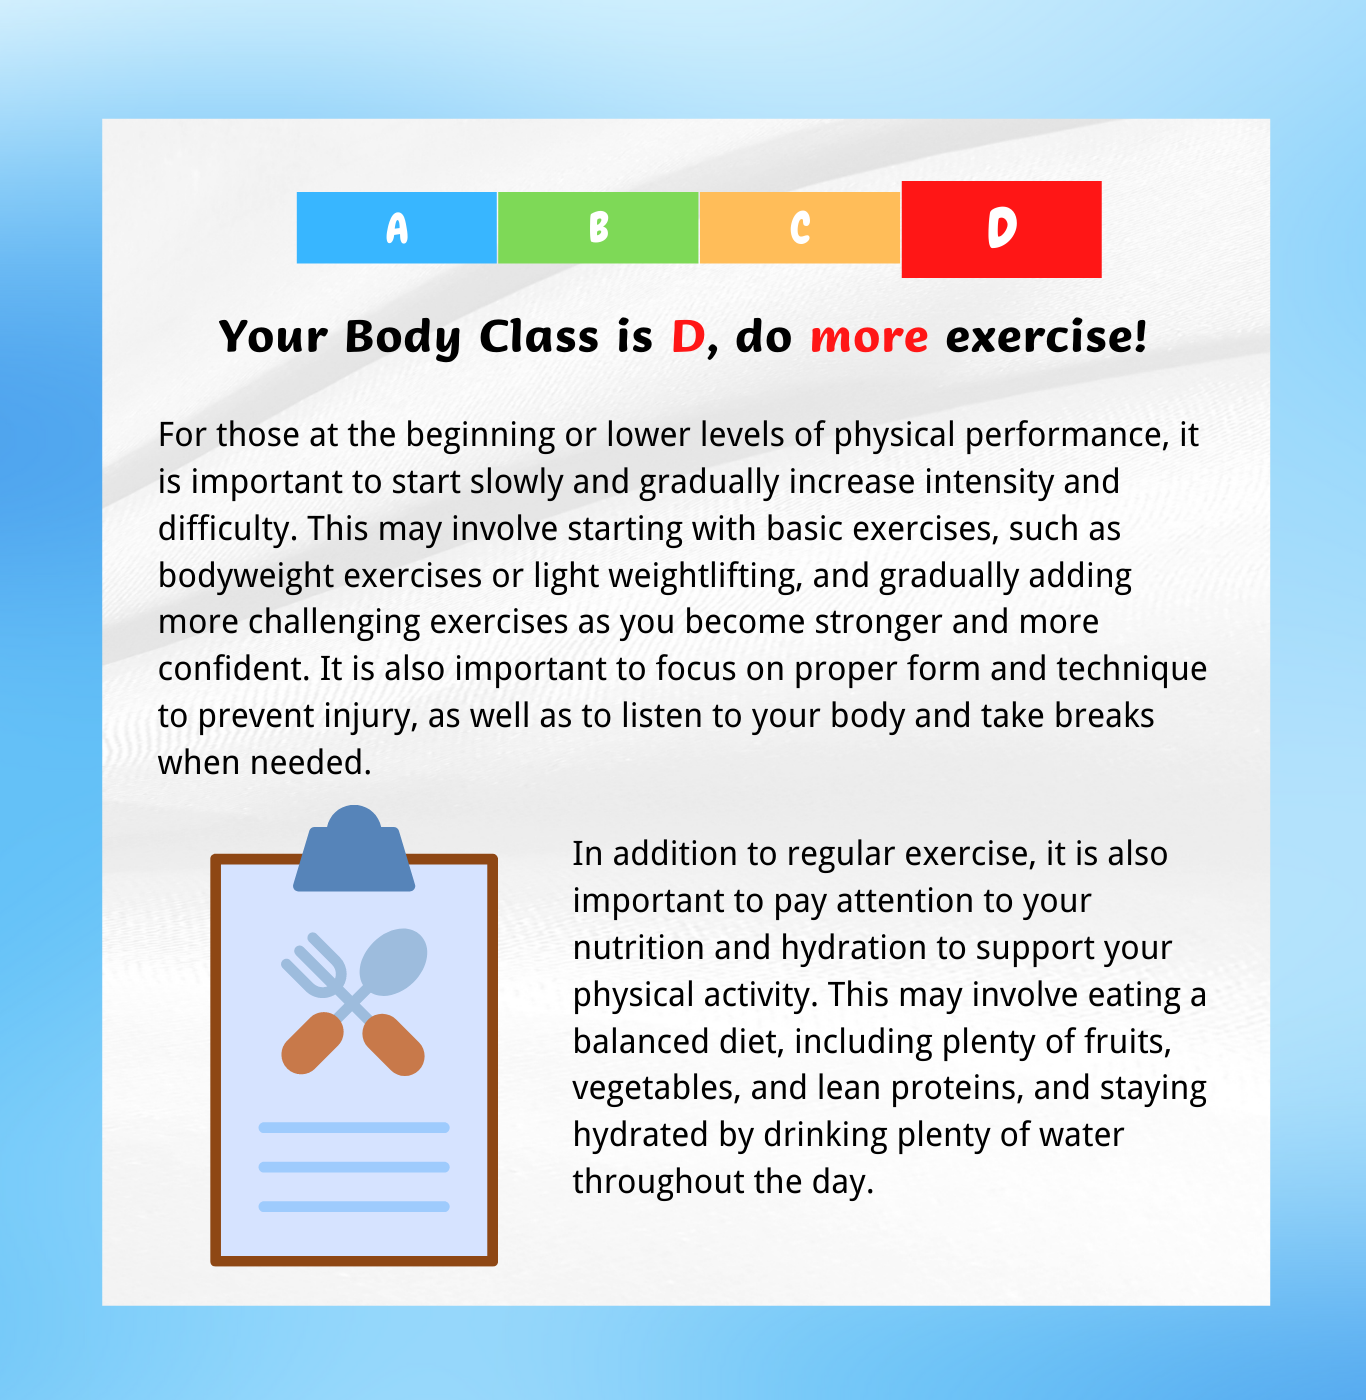 A B C D
Your Body Class is D, do more exercise!
For those at the beginning or lower levels of physical performance, it
is important to start slowly and gradually increase intensity and
difficulty. This may involve starting with basic exercises, such as
bodyweight exercises or light weightlifting, and gradually adding
more challenging exercises as you become stronger and more
confident. It is also important to focus on proper form and technique
to prevent injury, as well as to listen to your body and take breaks
when needed.
In addition to regular exercise, it is also
important to pay attention to your
nutrition and hydration to support your
physical activity. This may involve eating a
balanced diet, including plenty of fruits,
vegetables, and lean proteins, and staying
hydrated by drinking plenty of water
throughout the day.